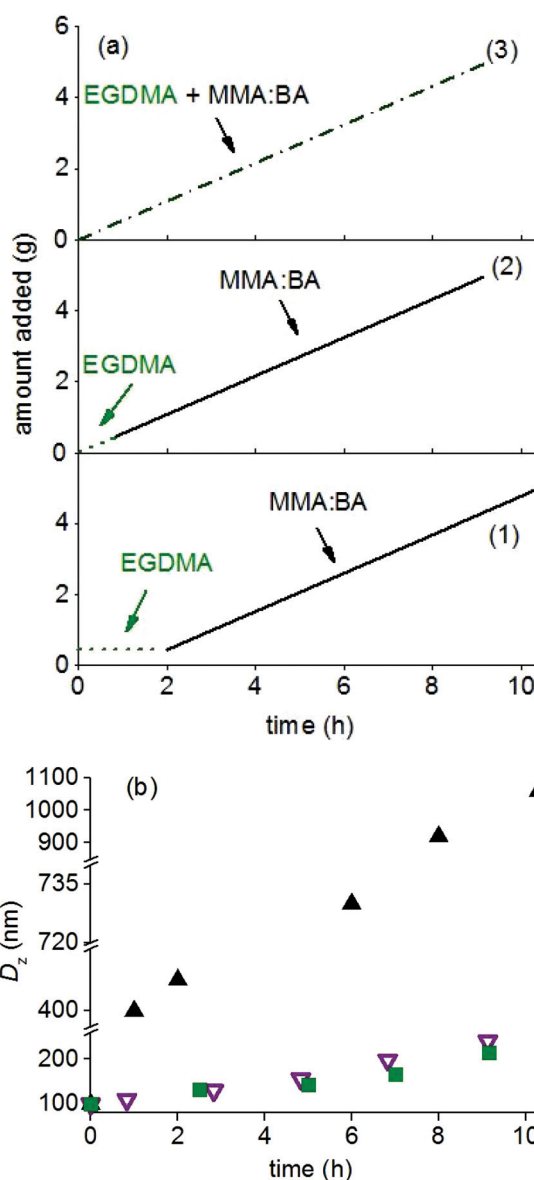 (a)
6
(3)
EGDMA + MMA:BA
4
2
0
(2)
MMA:BA
4
EGDMA
2
0
amount added (g)
MMA:BA
4
(1)
EGDMA
2
0
0 2 4 6 8 10
time (h)
(b)
1100
1000
900
735
720
400
200
100
D_z (nm)
0 2 4 6 8 10
time (h)